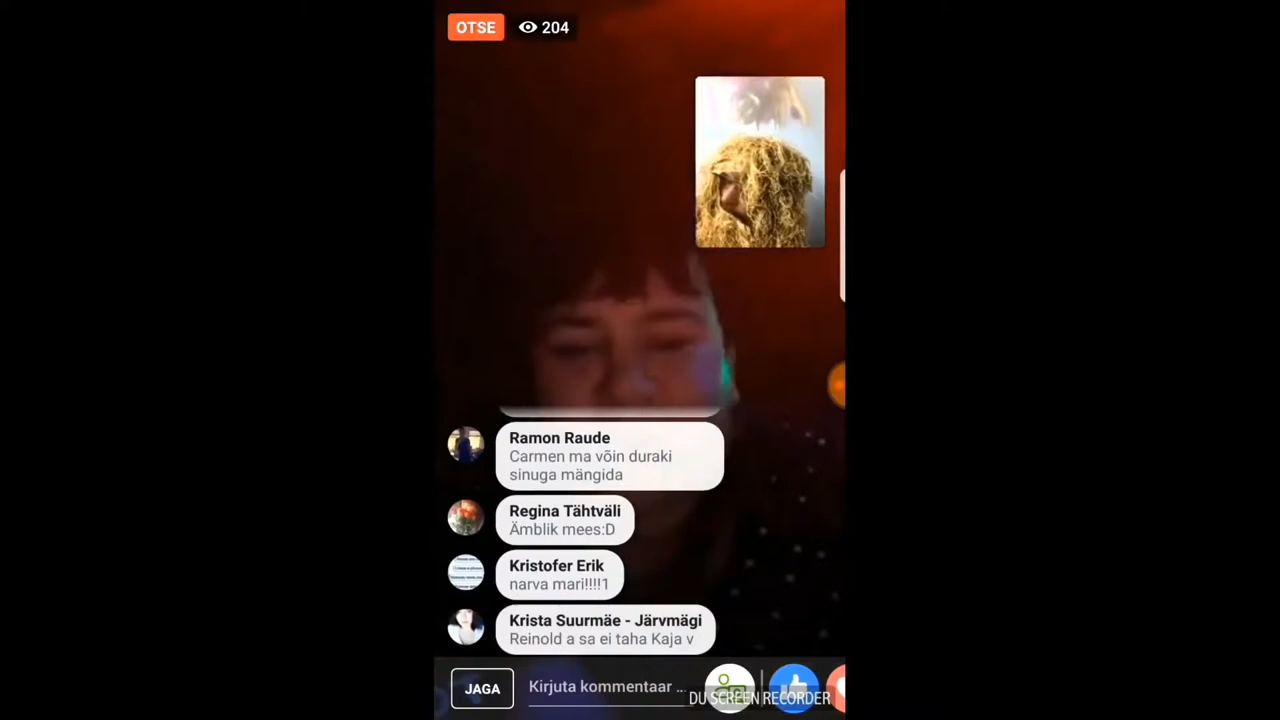 OTSE
204
Ramon Raude
Carmen ma võin duraki
sinuga mängida
Regina Tähtväli
Ämblik mees:D
Kristofer Erik
narva mari!!!!1
Krista Suurmäe - Järvmägi
Reinold a sa ei taha Kaja v
JAGA
Kirjuta kommentaar ...
DU SCREEN RECORDER